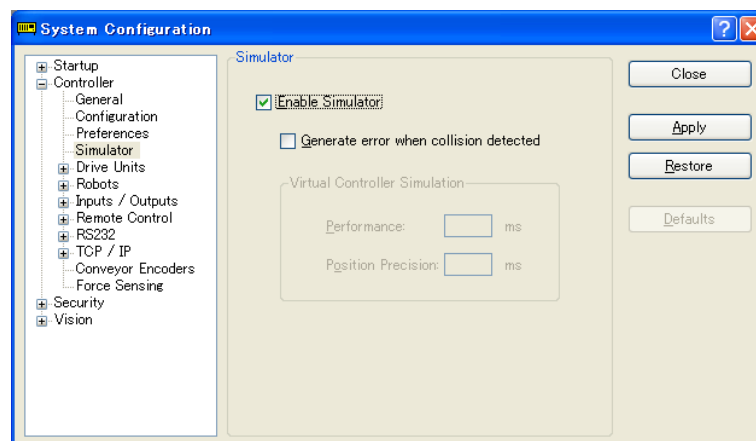 System Configuration
Startup
Controller
General
Configuration
Preferences
Simulator
Drive Units
Robots
Inputs / Outputs
Remote Control
RS232
TCP / IP
Conveyor Encoders
Force Sensing
Security
Vision
Simulator
Enable Simulator
Generate error when collision detected
Virtual Controller Simulation
Performance: ms
Position Precision: ms
Close
Apply
Restore
Defaults